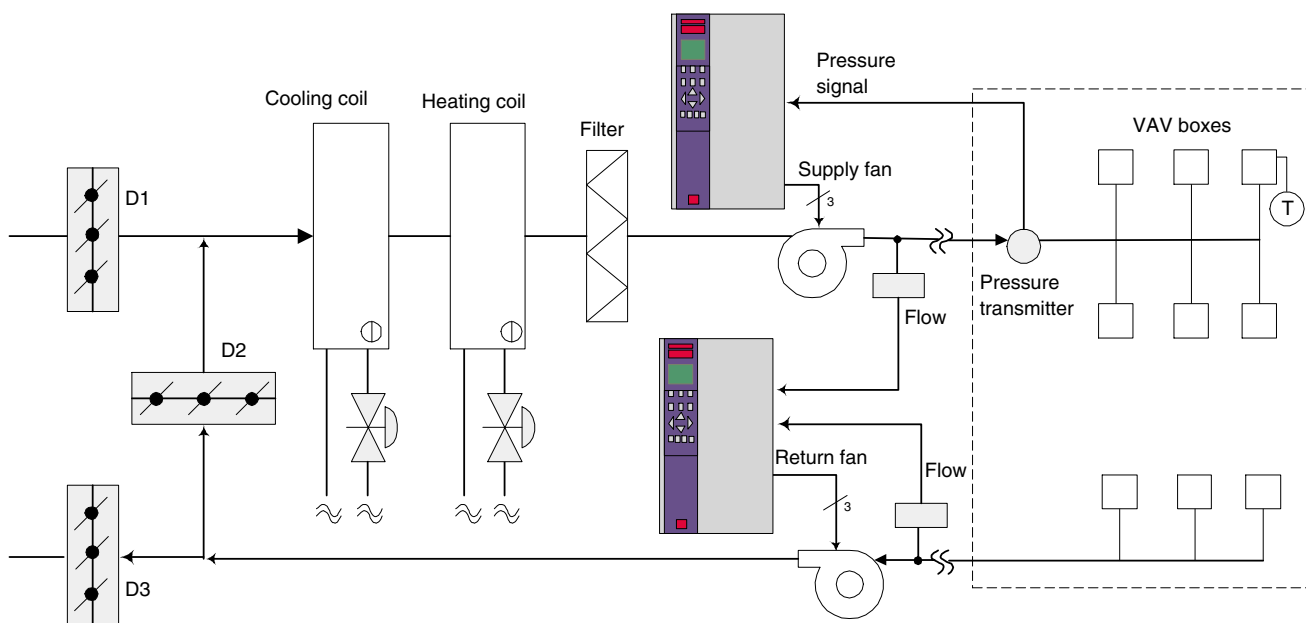 Pressure
signal
Cooling coil
Heating coil
Filter
VAV boxes
D1
Supply fan
3
T
Pressure
transmitter
Flow
D2
Return fan
Flow
3
D3